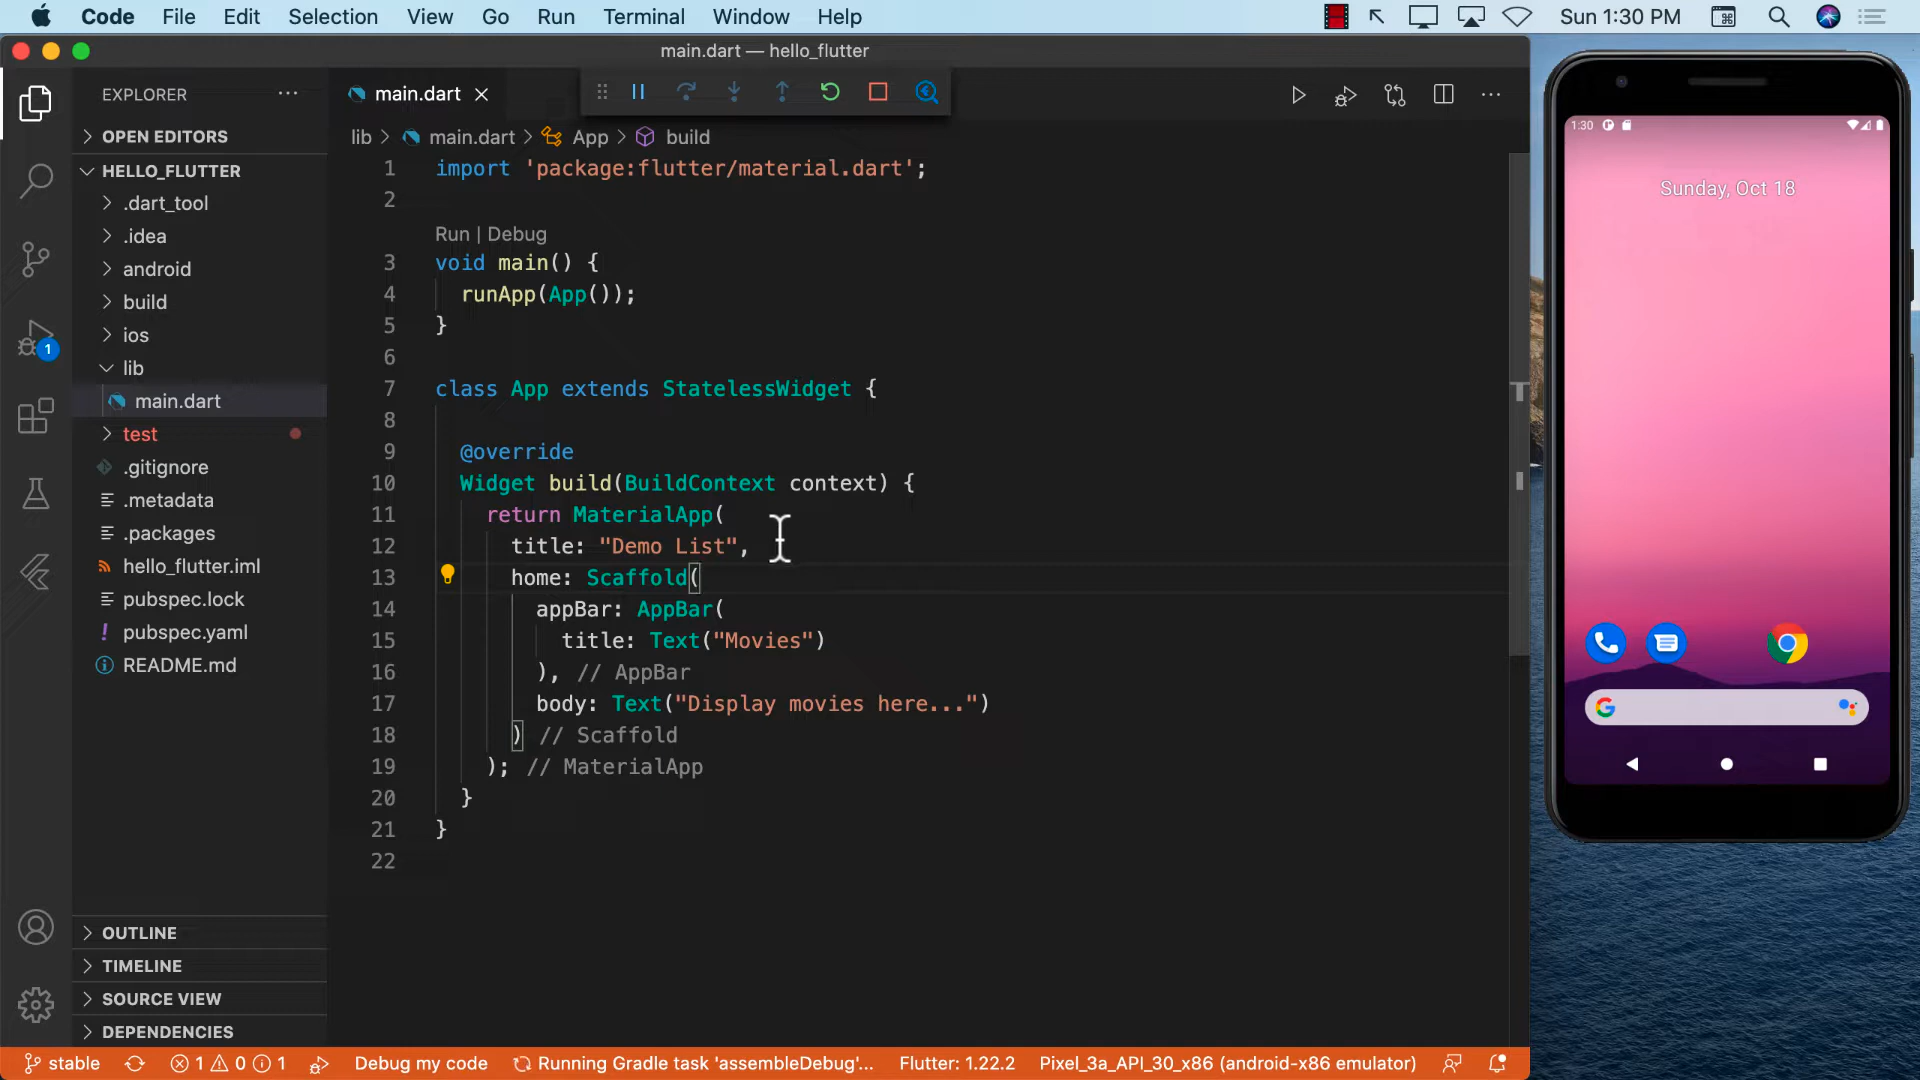 Code File Edit Selection View Go Run Terminal Window Help Sun 1:30 PM
main.dart — hello_flutter
EXPLORER
main.dart
OPEN EDITORS
lib main.dart App build
HELLO_FLUTTER
.dart_tool
.idea
android
build
ios
lib
main.dart
test
.gitignore
.metadata
.packages
hello_flutter.iml
pubspec.lock
pubspec.yaml
README.md
OUTLINE
TIMELINE
SOURCE VIEW
DEPENDENCIES
1
1 import 'package:flutter/material.dart';
2
Run | Debug
3 void main() {
4 runApp(App());
5 }
6
7 class App extends StatelessWidget {
8
9 @override
10 Widget build(BuildContext context) {
11 return MaterialApp(
12 title: "Demo List",
13 home: Scaffold(
14 appBar: AppBar(
15 title: Text("Movies")
16 ), // AppBar
17 body: Text("Display movies here...")
18 ) // Scaffold
19 ); // MaterialApp
20 }
21 }
22
1:30
Sunday, Oct 18
stable 1 0 1 Debug my code Running Gradle task 'assembleDebug'... Flutter: 1.22.2 Pixel_3a_API_30_x86 (android-x86 emulator)